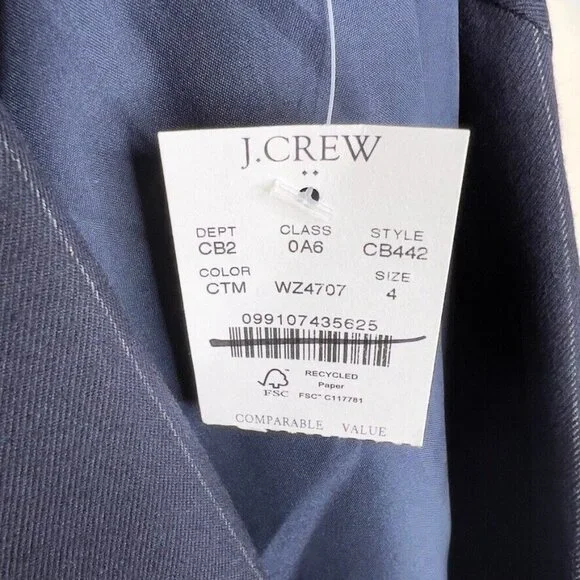 J.CREW
DEPT CLASS STYLE
CB2 0A6 CB442
COLOR SIZE
CTM WZ4707 4
099107435625
RECYCLED
Paper
FSC FSC™ C117781
COMPARABLE VALUE